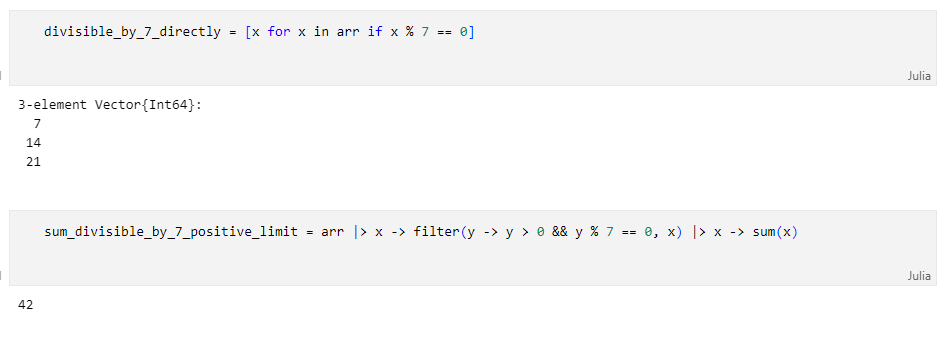 divisible_by_7_directly = [x for x in arr if x % 7 == 0]
Julia
3-element Vector{Int64}:
7
14
21
sum_divisible_by_7_positive_limit = arr |> x -> filter(y -> y > 0 && y % 7 == 0, x) |> x -> sum(x)
Julia
42